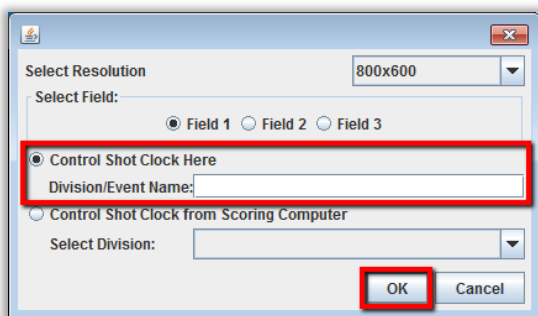 Select Resolution 800x600
Select Field:
Field 1 Field 2 Field 3
Control Shot Clock Here
Division/Event Name:
Control Shot Clock from Scoring Computer
Select Division:
OK Cancel